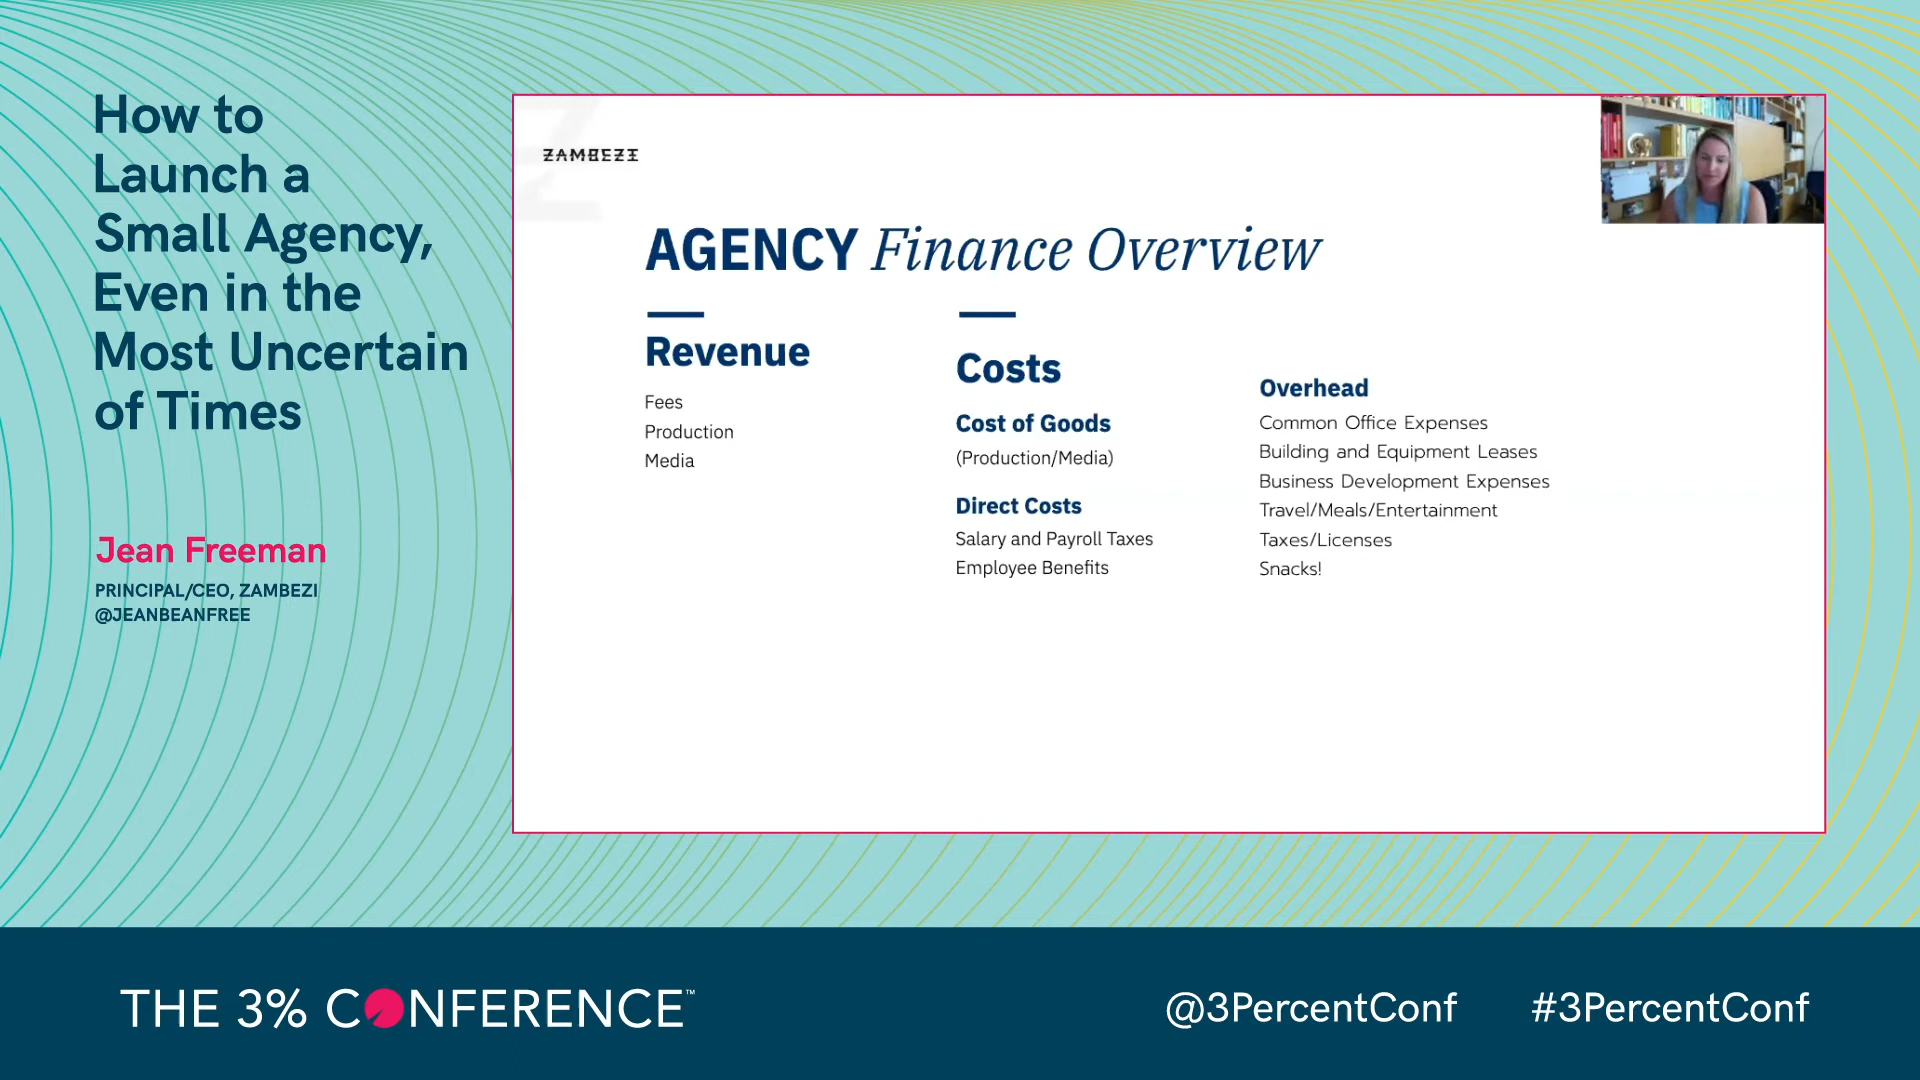 How to
Launch a
Small Agency,
Even in the
Most Uncertain
of Times
Jean Freeman
PRINCIPAL/CEO, ZAMBEZI
@JEANBEANFREE
ZAMBEZI
AGENCY Finance Overview
Revenue
Fees
Production
Media
Costs
Cost of Goods
(Production/Media)
Direct Costs
Salary and Payroll Taxes
Employee Benefits
Overhead
Common Office Expenses
Building and Equipment Leases
Business Development Expenses
Travel/Meals/Entertainment
Taxes/Licenses
Snacks!
THE 3% CONFERENCE™
@3PercentConf
#3PercentConf